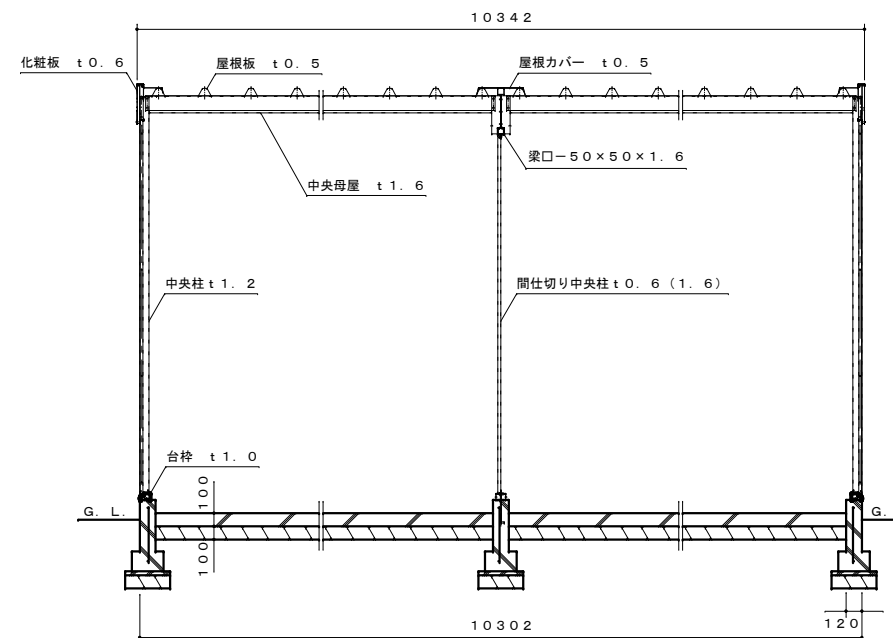 １０３４２
化粧板　ｔ０．６
屋根板　ｔ０．５
屋根カバー　ｔ０．５
梁口－５０×５０×１．６
中央母屋　ｔ１．６
中央柱ｔ１．２
間仕切り中央柱ｔ０．６（１．６）
台枠　ｔ１．０
１００
Ｇ．Ｌ．
Ｇ．
１００
１２０
１０３０２